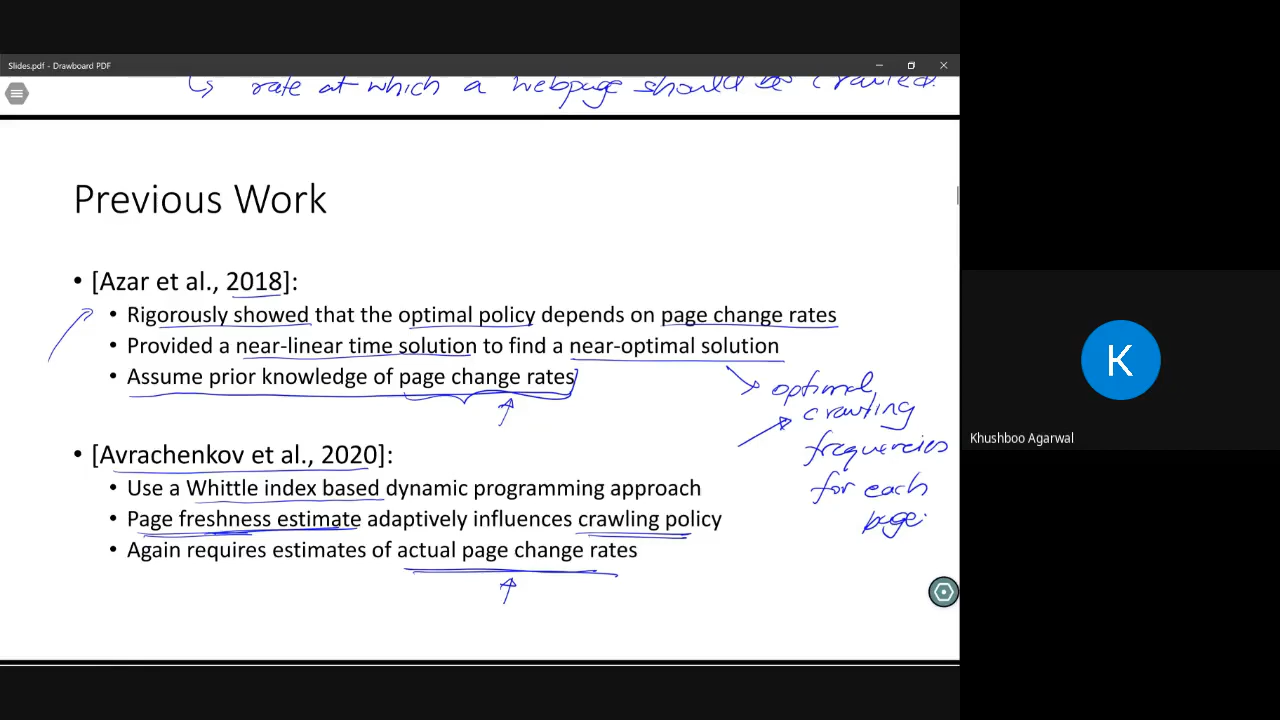 Slides.pdf - Drawboard PDF
↳ rate at which a webpage should be crawled.
Previous Work
• [Azar et al., 2018]:
• Rigorously showed that the optimal policy depends on page change rates
• Provided a near-linear time solution to find a near-optimal solution
• Assume prior knowledge of page change rates
optimal
crawling
frequencies
for each
page.
• [Avrachenkov et al., 2020]:
• Use a Whittle index based dynamic programming approach
• Page freshness estimate adaptively influences crawling policy
• Again requires estimates of actual page change rates
K
Khushboo Agarwal